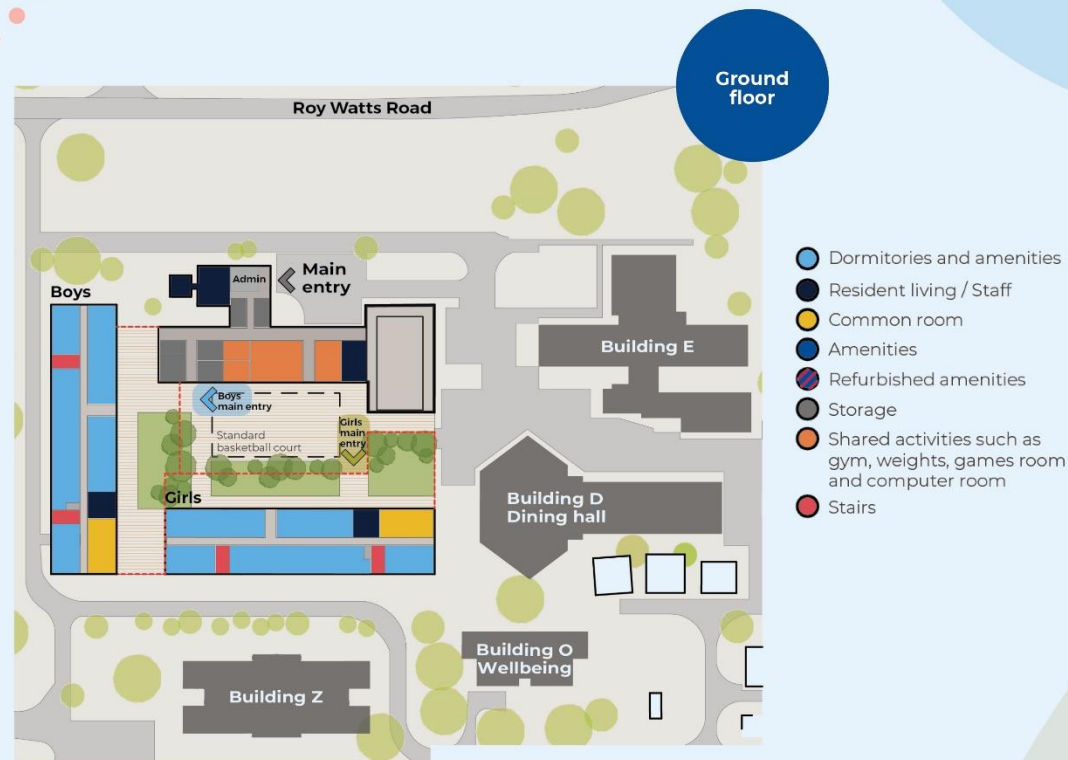 Ground
floor
Roy Watts Road
Main
entry
Admin
Boys
Building E
Boys
main entry
Girls
main
entry
Standard
basketball court
Girls
Building D
Dining hall
Building O
Wellbeing
Building Z
Dormitories and amenities
Resident living / Staff
Common room
Amenities
Refurbished amenities
Storage
Shared activities such as
gym, weights, games room
and computer room
Stairs